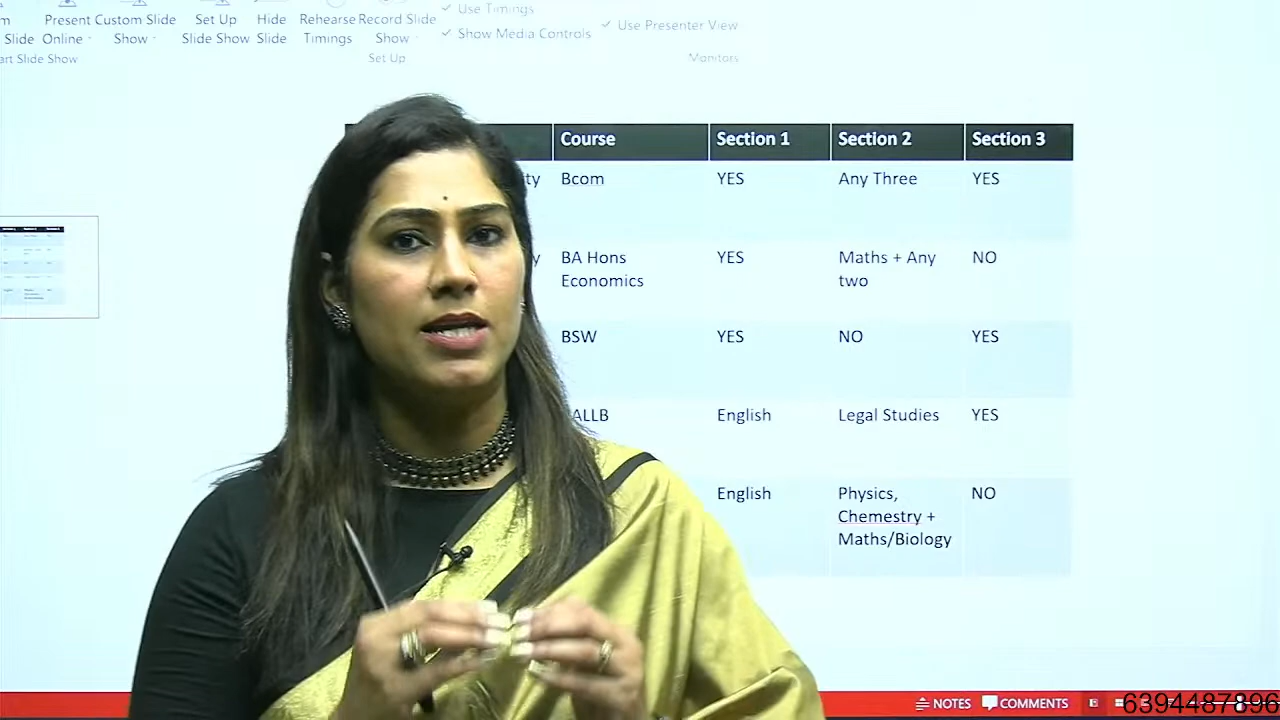 Present Custom Slide Set Up Hide Rehearse Record Slide Use Timings
Slide Online Show Slide Show Slide Timings Show Show Media Controls Use Presenter View
Slide Show Set Up Monitors
Course Section 1 Section 2 Section 3
Bcom YES Any Three YES
BA Hons YES Maths + Any NO
Economics two
BSW YES NO YES
ALLB English Legal Studies YES
English Physics, NO
Chemestry +
Maths/Biology
NOTES COMMENTS
6394487896